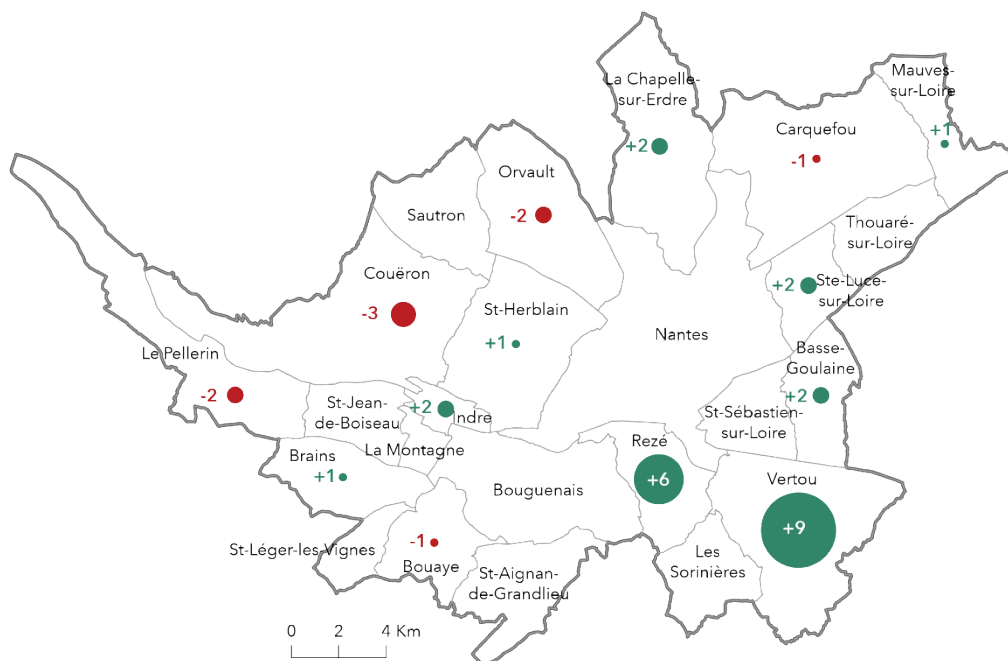 La Chapelle-
sur-Erdre
+2
Mauves-
sur-Loire
+1
Carquefou
-1
Orvault
-2
Sautron
Thouaré-
sur-Loire
Couëron
-3
Ste-Luce-
sur-Loire
+2
St-Herblain
+1
Nantes
Le Pellerin
-2
Basse-
Goulaine
+2
St-Jean-
de-Boiseau
+2
Indre
St-Sébastien-
sur-Loire
La Montagne
Brains
+1
Rezé
+6
Bouguenais
Vertou
+9
St-Léger-les-Vignes
-1
Bouaye
St-Aignan-
de-Grandlieu
Les
Sorinières
0 2 4 Km